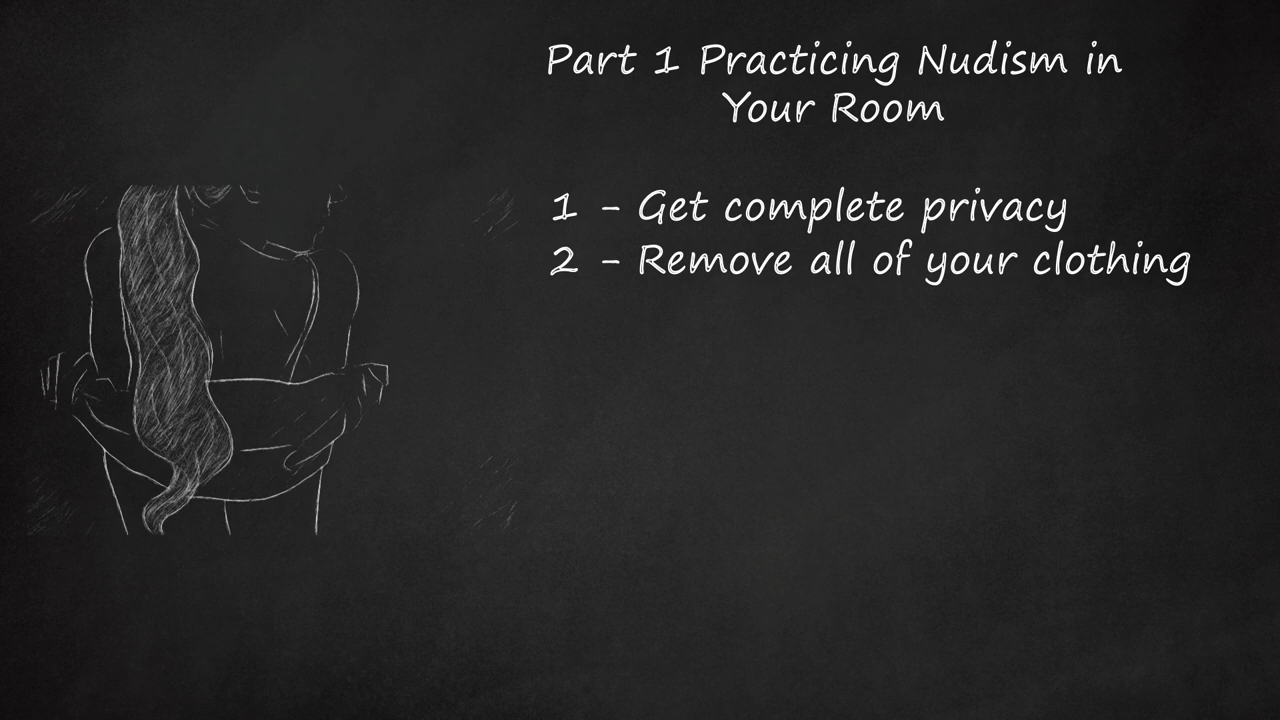 Part 1 Practicing Nudism in
Your Room
1 - Get complete privacy
2 - Remove all of your clothing